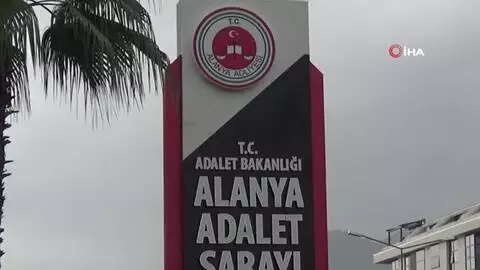 T.C.
ALANYA ADLİYESİ
İHA
T.C.
ADALET BAKANLIĞI
ALANYA
ADALET
SARAYI